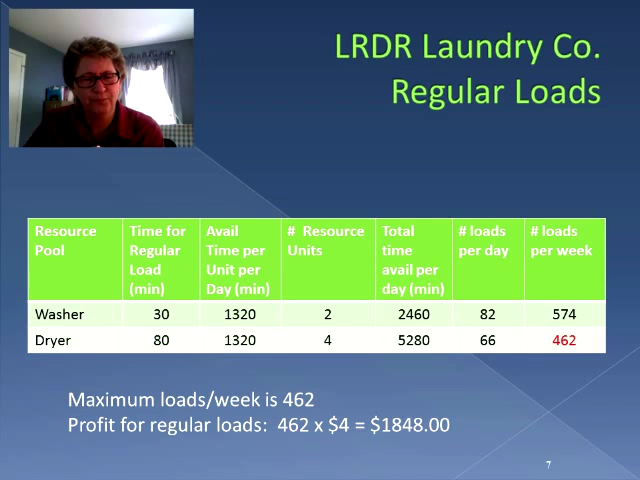 LRDR Laundry Co.
Regular Loads
Resource Pool | Time for Regular Load (min) | Avail Time per Unit per Day (min) | # Resource Units | Total time avail per day (min) | # loads per day | # loads per week
Washer | 30 | 1320 | 2 | 2460 | 82 | 574
Dryer | 80 | 1320 | 4 | 5280 | 66 | 462
Maximum loads/week is 462
Profit for regular loads: 462 x $4 = $1848.00
7